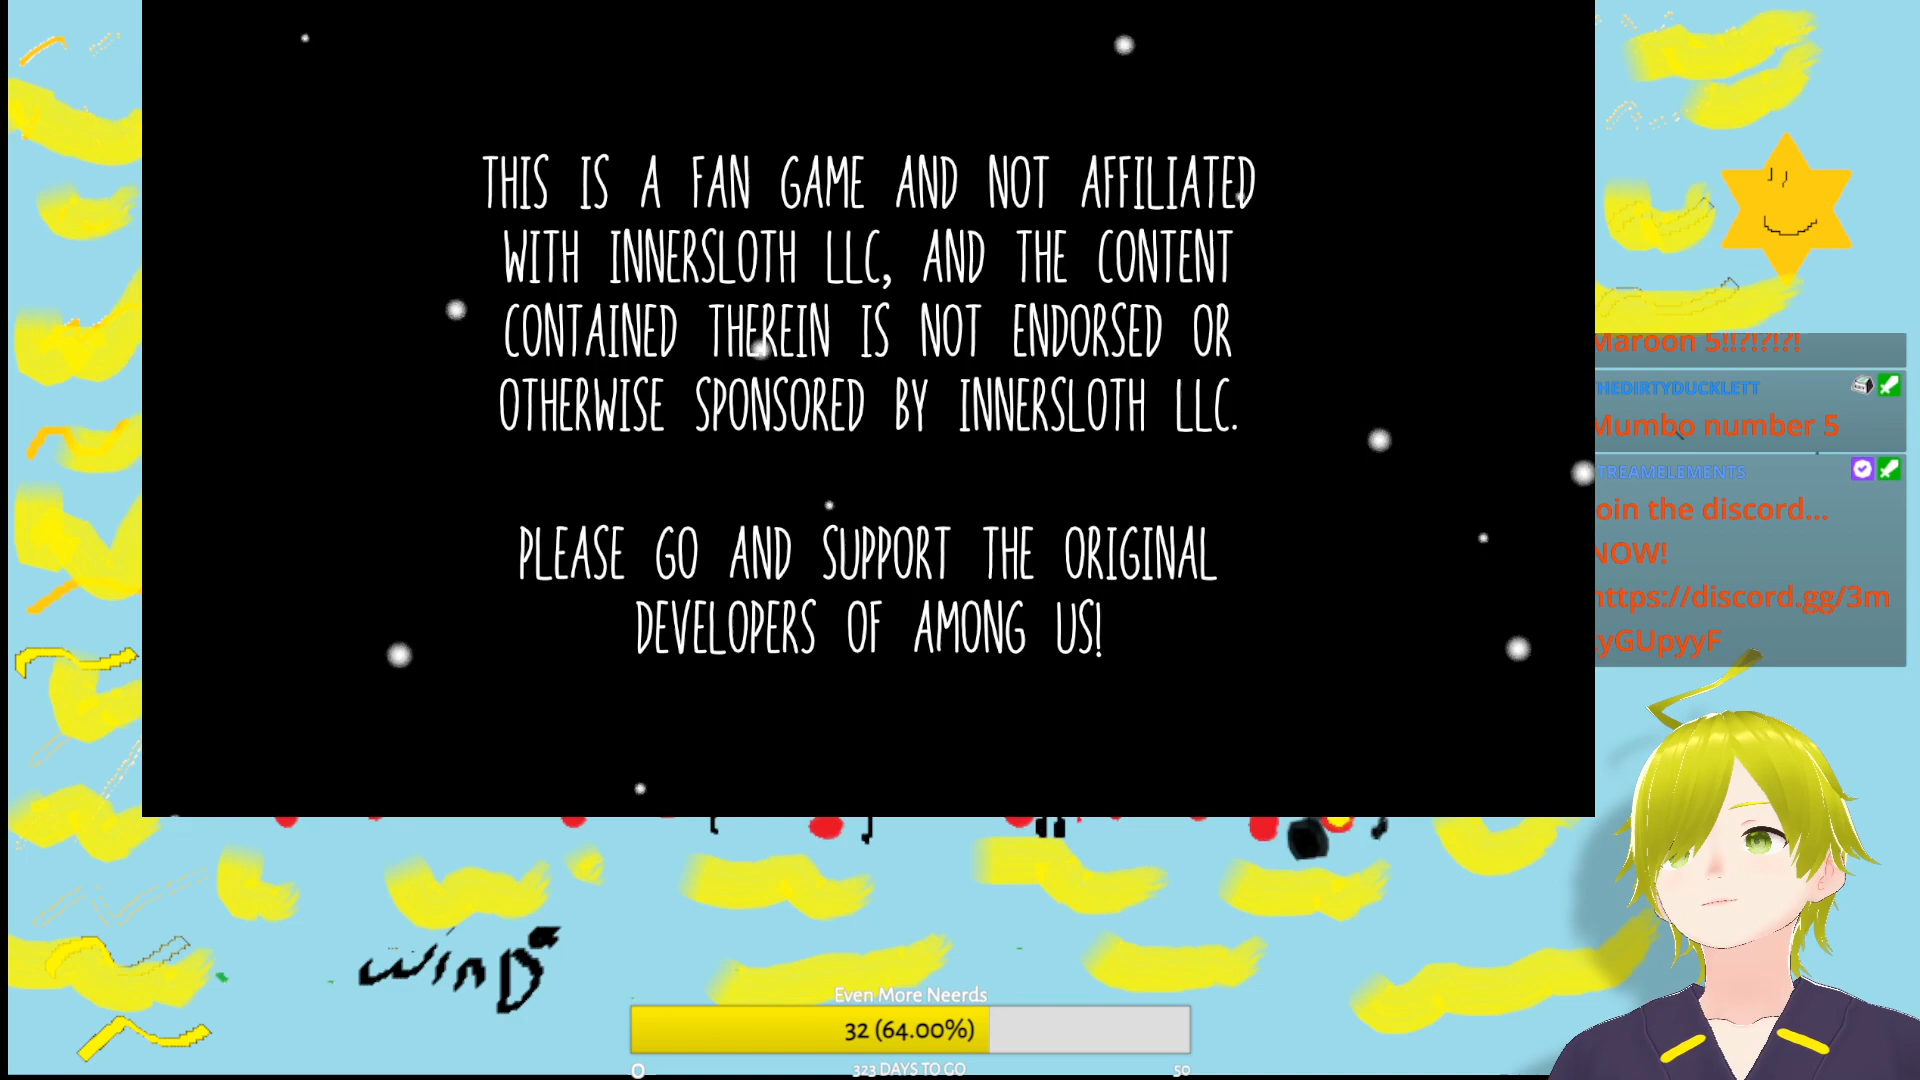 THIS IS A FAN GAME AND NOT AFFILIATED
WITH INNERSLOTH LLC, AND THE CONTENT
CONTAINED THEREIN IS NOT ENDORSED OR
OTHERWISE SPONSORED BY INNERSLOTH LLC.
PLEASE GO AND SUPPORT THE ORIGINAL
DEVELOPERS OF AMONG US!
Maroon 5!!?!?!?!
HEDIRTYDUCKLETT
Mumbo number 5
TREAMELEMENTS
oin the discord...
NOW!
https://discord.gg/3m
yGUpyyF
winD
Even More Neerds
32 (64.00%)
0 323 DAYS TO GO 50